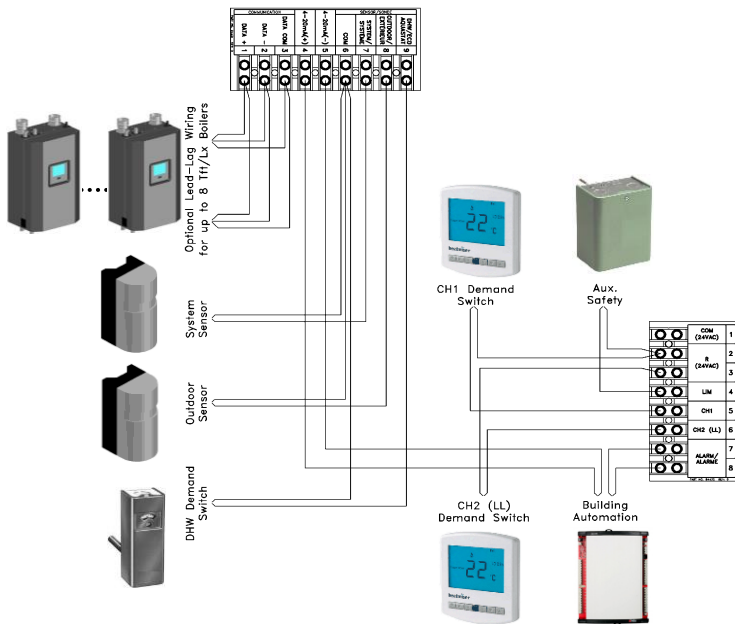 COMMUNICATION
SENSOR/SONDE
DATA +
DATA -
DATA COM
4-20mA(+)
4-20mA(-)
COM
SYSTEM/
SYSTEME
OUTDOOR/
EXTERIEUR
DHW/ECO
AQUASTAT
1
2
3
4
5
6
7
8
9
Optional Lead-Lag Wiring
for up to 8 Tft/Lx Boilers
System
Sensor
Outdoor
Sensor
DHW Demand
Switch
22 °C
CH1 Demand
Switch
Aux.
Safety
COM
(24VAC)
1
R
(24VAC)
2
3
LIM
4
CH1
5
CH2 (LL)
6
ALARM/
ALARME
7
8
CH2 (LL)
Demand Switch
Building
Automation
22 °C